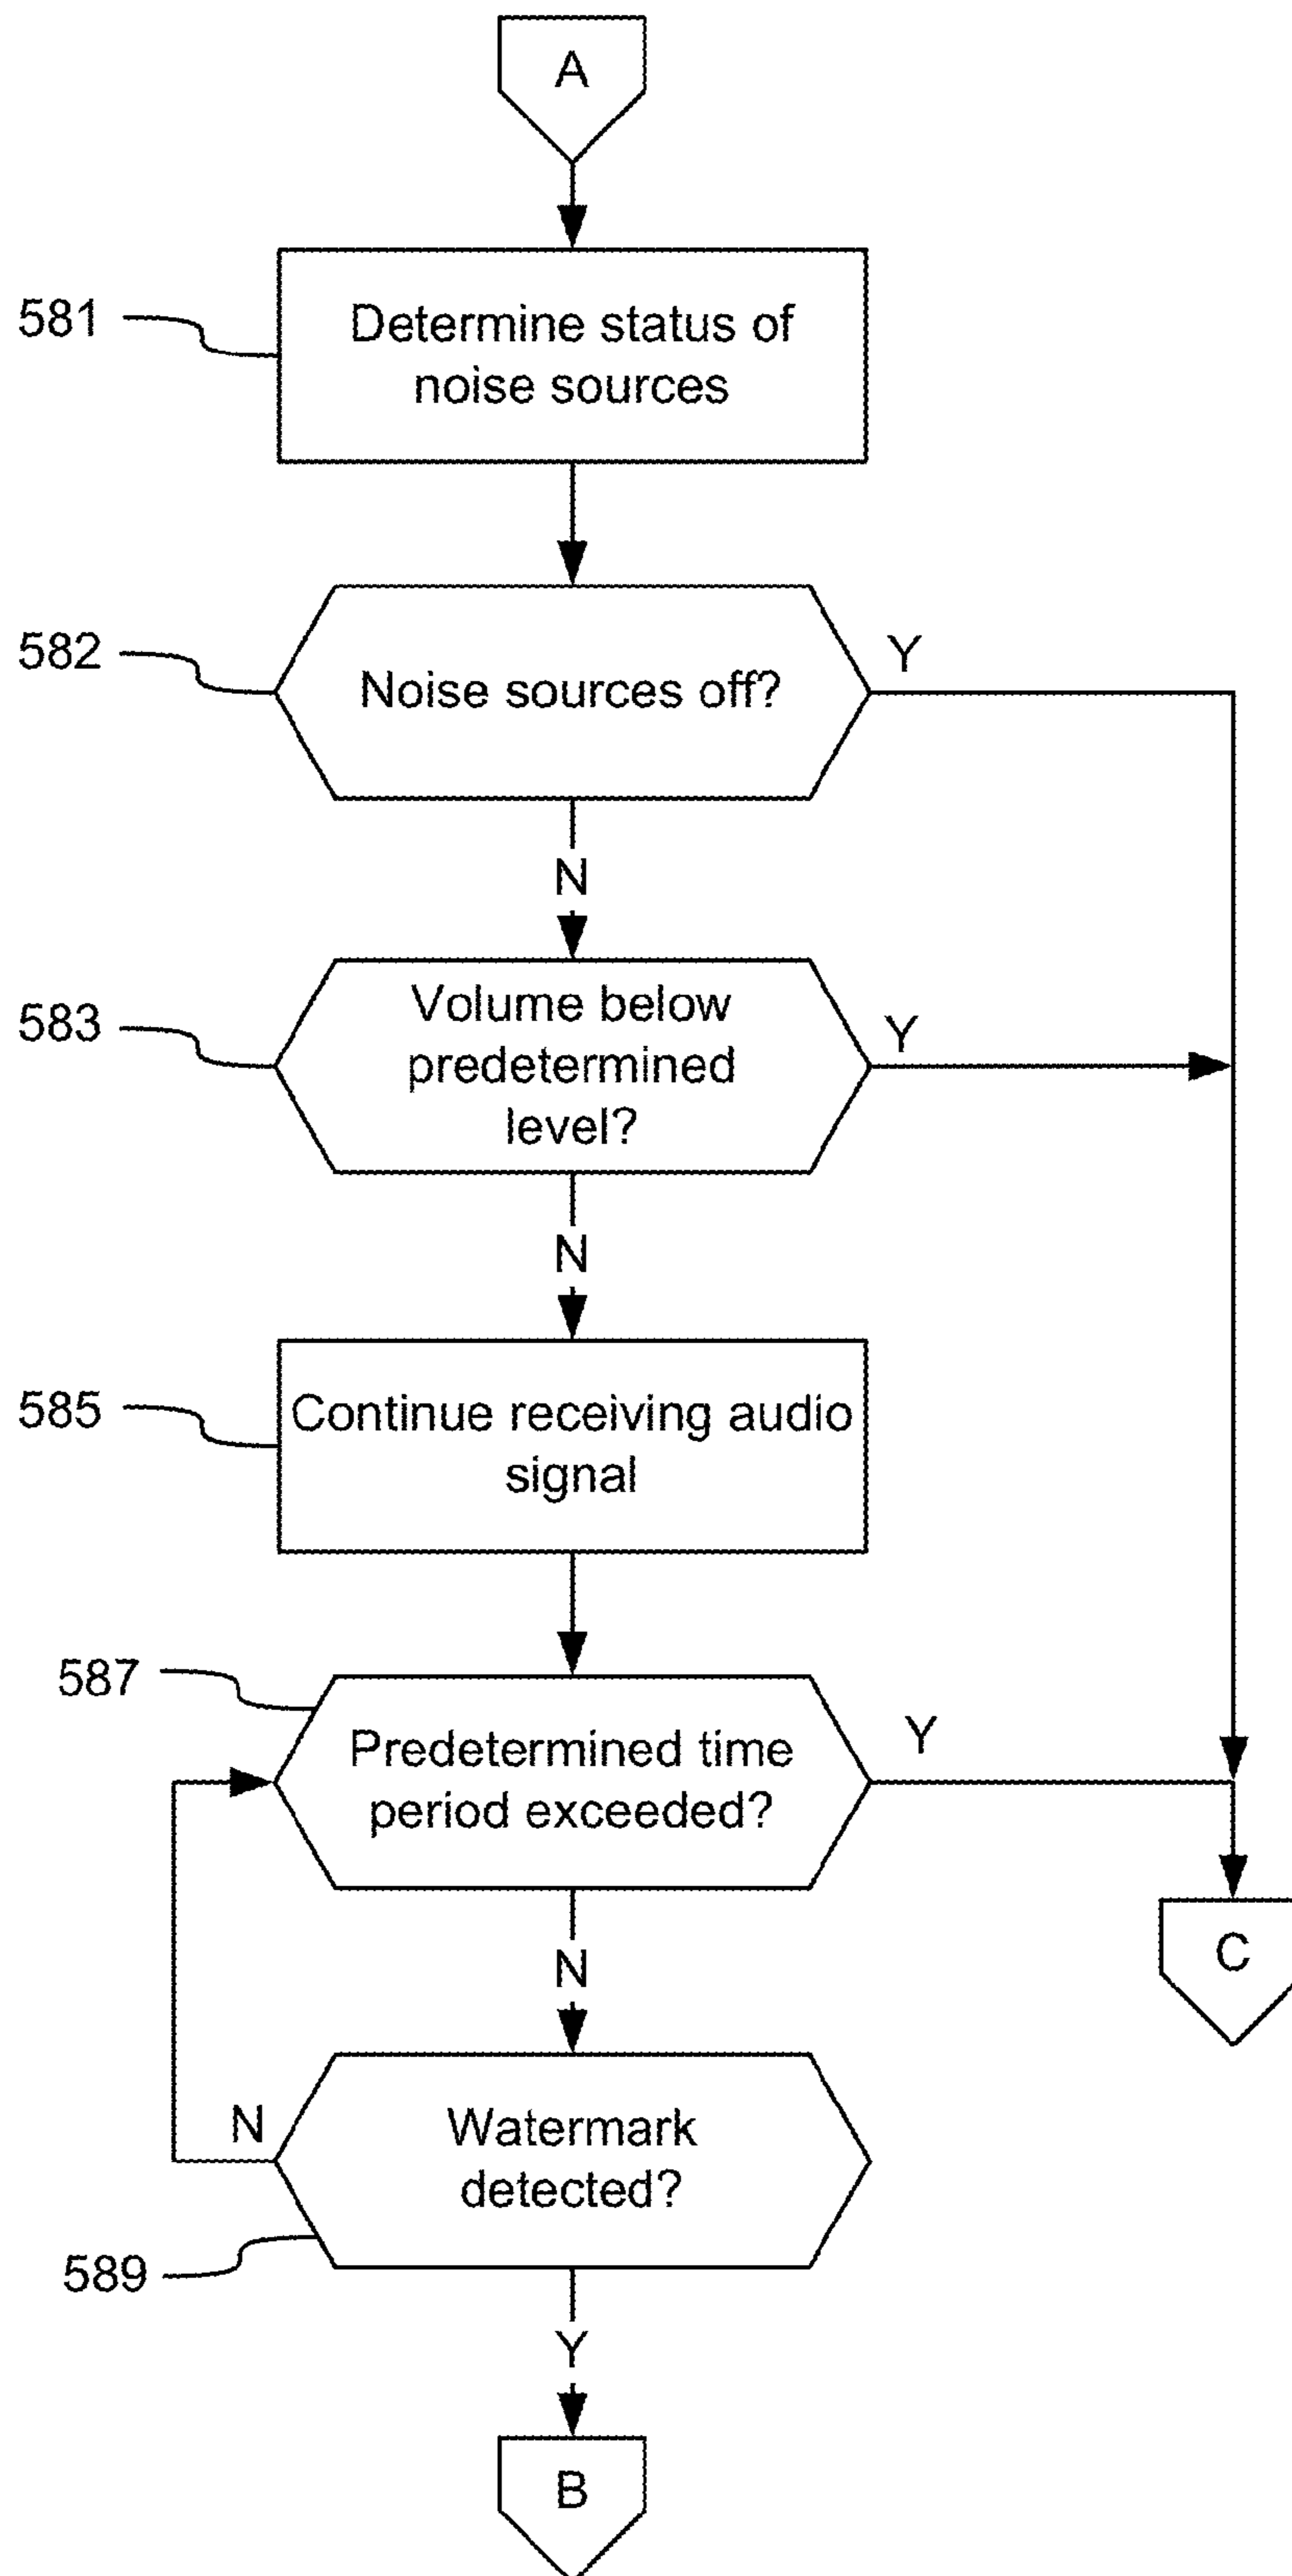 A
581
Determine status of
noise sources
582
Noise sources off?
Y
N
583
Volume below
predetermined
level?
Y
N
585
Continue receiving audio
signal
587
Predetermined time
period exceeded?
Y
N
C
Watermark
detected?
N
589
Y
B